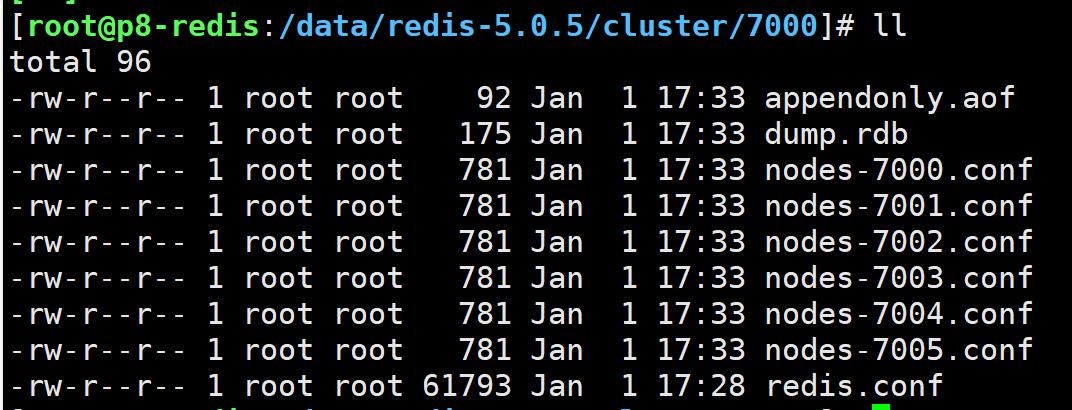 [root@p8-redis:/data/redis-5.0.5/cluster/7000]# ll
total 96
-rw-r--r-- 1 root root    92 Jan  1 17:33 appendonly.aof
-rw-r--r-- 1 root root   175 Jan  1 17:33 dump.rdb
-rw-r--r-- 1 root root   781 Jan  1 17:33 nodes-7000.conf
-rw-r--r-- 1 root root   781 Jan  1 17:33 nodes-7001.conf
-rw-r--r-- 1 root root   781 Jan  1 17:33 nodes-7002.conf
-rw-r--r-- 1 root root   781 Jan  1 17:33 nodes-7003.conf
-rw-r--r-- 1 root root   781 Jan  1 17:33 nodes-7004.conf
-rw-r--r-- 1 root root   781 Jan  1 17:33 nodes-7005.conf
-rw-r--r-- 1 root root 61793 Jan  1 17:28 redis.conf